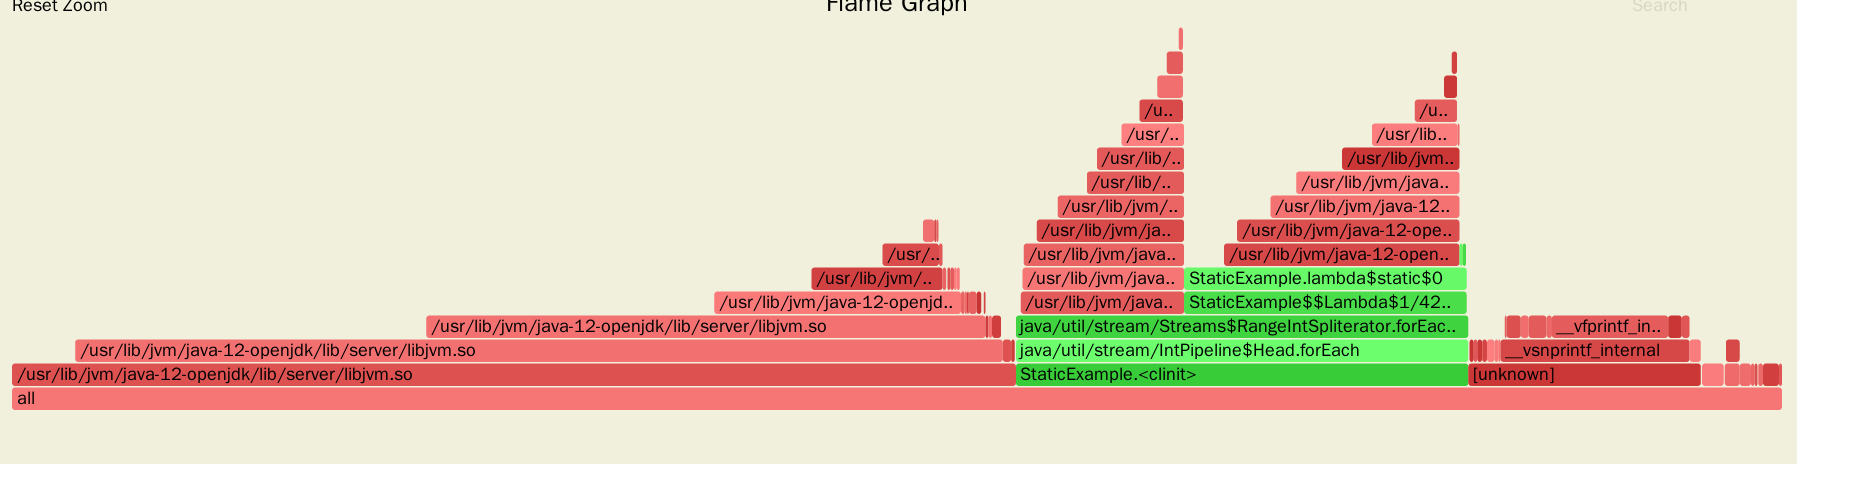 Reset Zoom Flame Graph Search
/u.. /u..
/usr/.. /usr/lib..
/usr/lib/.. /usr/lib/jvm..
/usr/lib/.. /usr/lib/jvm/java..
/usr/lib/jvm/.. /usr/lib/jvm/java-12..
/usr/lib/jvm/ja.. /usr/lib/jvm/java-12-ope..
/usr/.. /usr/lib/jvm/java.. /usr/lib/jvm/java-12-open..
/usr/lib/jvm/.. /usr/lib/jvm/java.. StaticExample.lambda$static$0
/usr/lib/jvm/java-12-openjd.. /usr/lib/jvm/java.. StaticExample$$Lambda$1/42..
/usr/lib/jvm/java-12-openjdk/lib/server/libjvm.so java/util/stream/Streams$RangeIntSpliterator.forEac.. __vfprintf_in..
/usr/lib/jvm/java-12-openjdk/lib/server/libjvm.so java/util/stream/IntPipeline$Head.forEach __vsnprintf_internal
/usr/lib/jvm/java-12-openjdk/lib/server/libjvm.so StaticExample.<clinit> [unknown]
all